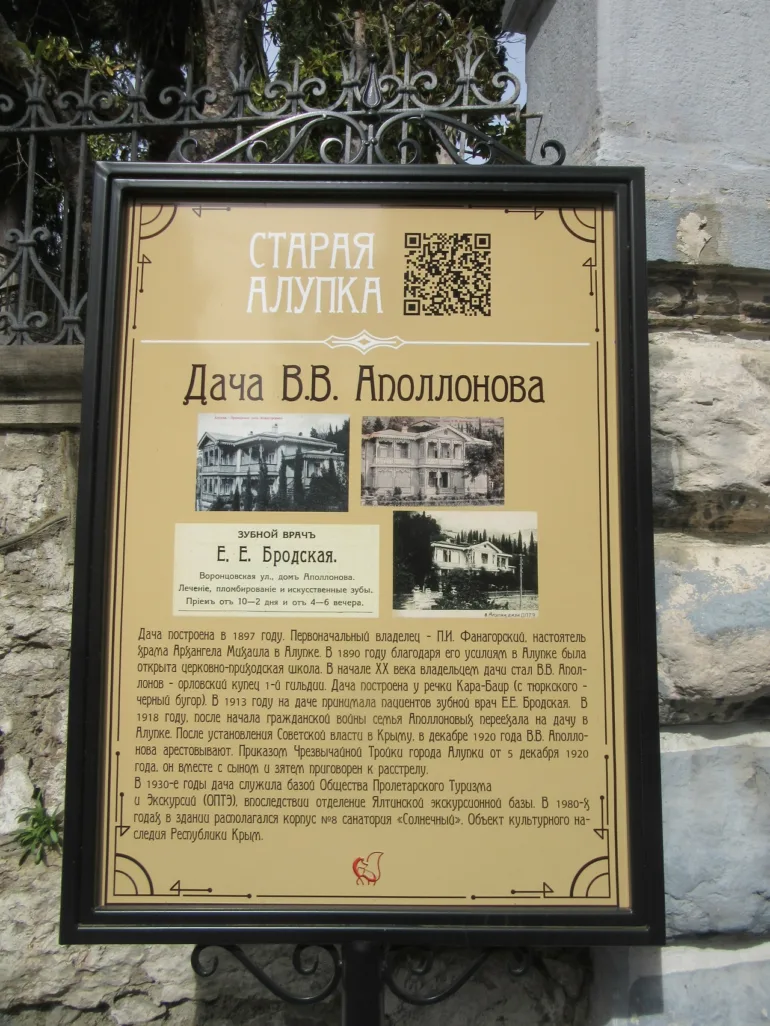 СТАРАЯ
АЛУПКА
Дача В.В. Аполлонова
ЗУБНОЙ ВРАЧЪ
Е. Е. Бродская.
Воронцовская ул., домъ Аполлонова.
Леченіе, пломбированіе и искусственные зубы.
Пріемъ отъ 10—2 дня и от 4—6 вечера.
Дача построена в 1897 году. Первоначальный владелец - П.И. Фанагорский, настоятель
храма Архангела Михаила в Алупке. В 1890 году благодаря его усилиям в Алупке была
открыта церковно-приходская школа. В начале XX века владельцем дачи стал В.В. Апол-
лонов - орловский купец 1-й гильдии. Дача построена у речки Кара-Баир (с тюркского -
черный бугор). В 1913 году на даче принимала пациентов зубной врач Е.Е. Бродская. В
1918 году, после начала гражданской войны семья Аполлоновых переехала на дачу в
Алупке. После установления Советской власти в Крыму, в декабре 1920 года В.В. Аполло-
нова арестовывают. Приказом Чрезвычайной Тройки города Алупки от 5 декабря 1920
года, он вместе с сыном и зятем приговорен к расстрелу.
В 1930-е годы дача служила базой Общества Пролетарского Туризма
и Экскурсий (ОПТЭ), впоследствии отделение Ялтинской экскурсионной базы. В 1980-х
годах в здании располагался корпус №8 санатория «Солнечный». Объект культурного на-
следия Республики Крым.